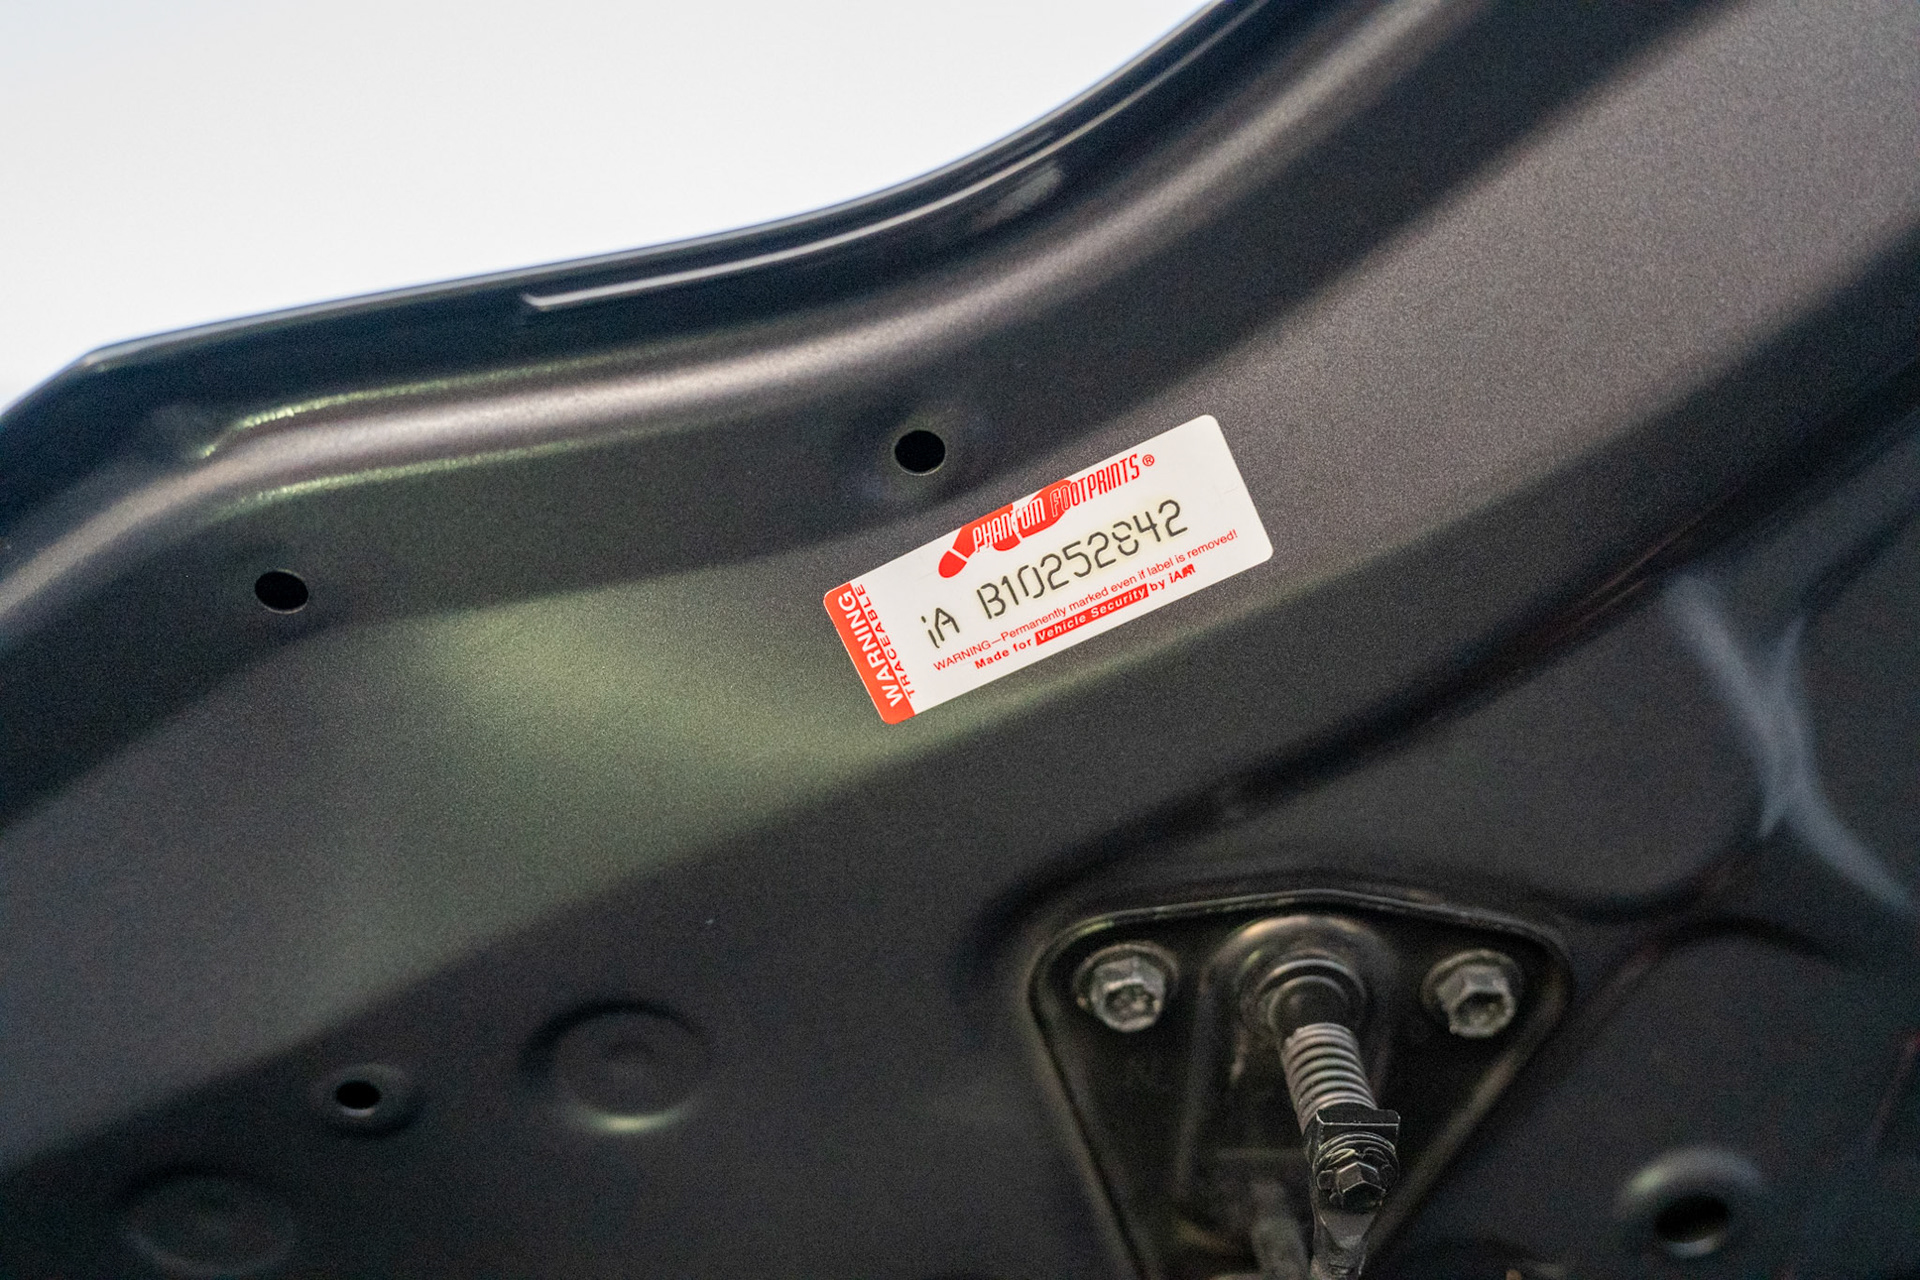 PHANTOM FOOTPRINTS®
iA B10252842
WARNING—Permanently marked even if label is removed!
Made for Vehicle Security by iA
WARNING
TRACEABLE